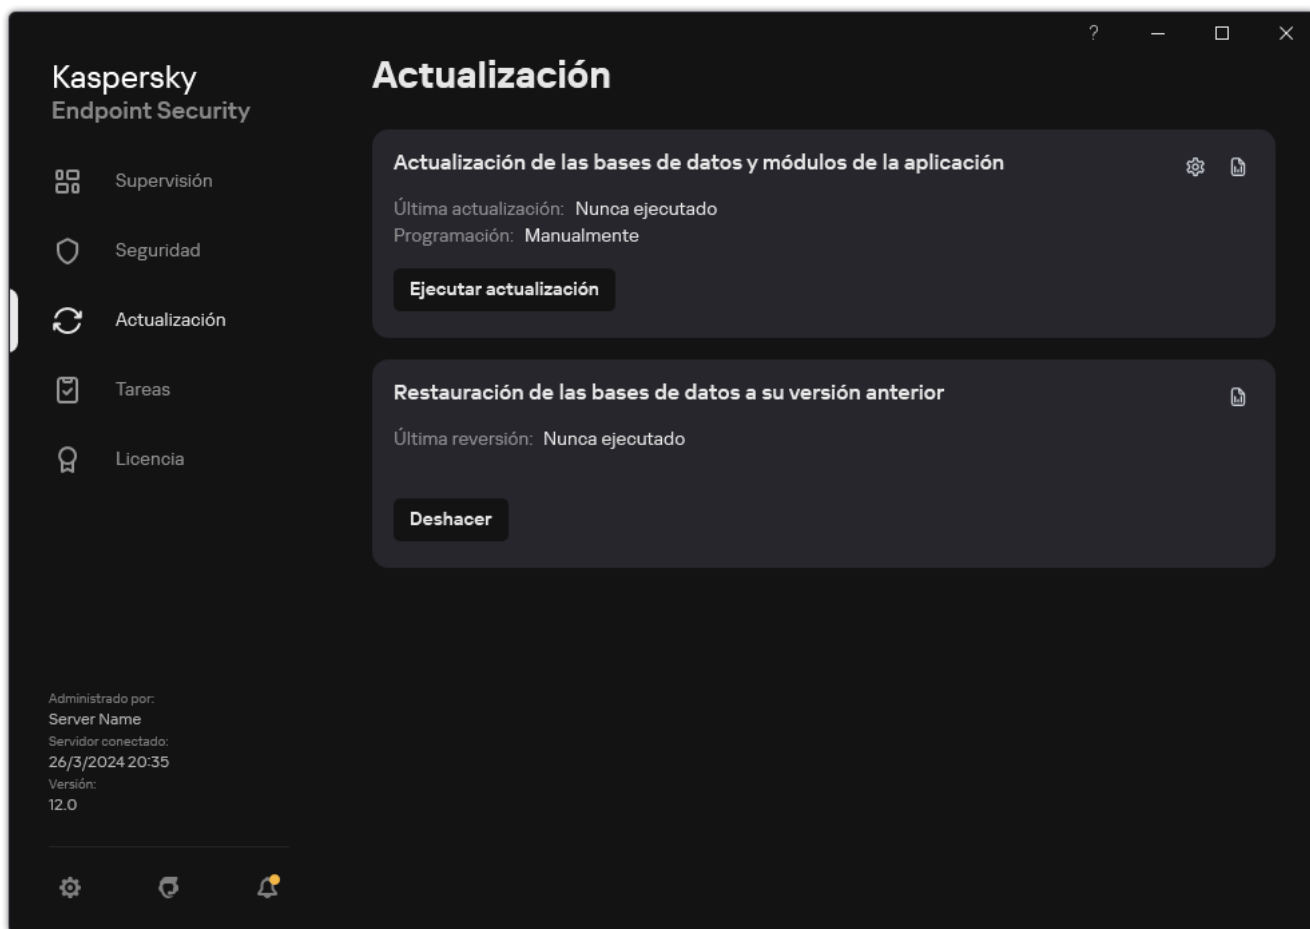 ?
Kaspersky
Endpoint Security
Supervisión
Seguridad
Actualización
Tareas
Licencia
Administrado por:
Server Name
Servidor conectado:
26/3/2024 20:35
Versión:
12.0
Actualización
Actualización de las bases de datos y módulos de la aplicación
Última actualización: Nunca ejecutado
Programación: Manualmente
Ejecutar actualización
Restauración de las bases de datos a su versión anterior
Última reversión: Nunca ejecutado
Deshacer